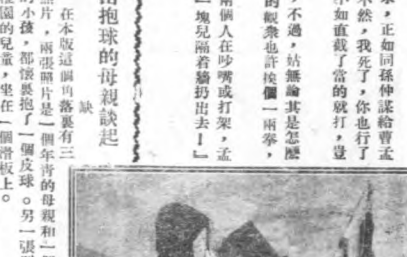 ，正如同孫仲謀給曹孟
不然，我死了，你也行了
不如直截了當的就打，豈
不過，姑無論其是怎麼
的觀衆也許挨個一兩拳，
兩個人在吵嘴或打架，孟
一塊兒隔着牆扔出去！』
抱球的母親談起
缺
在本版這個角落裏有三
照片，兩張照片是一個年青的母親和一
的小孩，都懷裏抱了一個皮球。另一張
稚園的兒童，坐在一個滑板上。